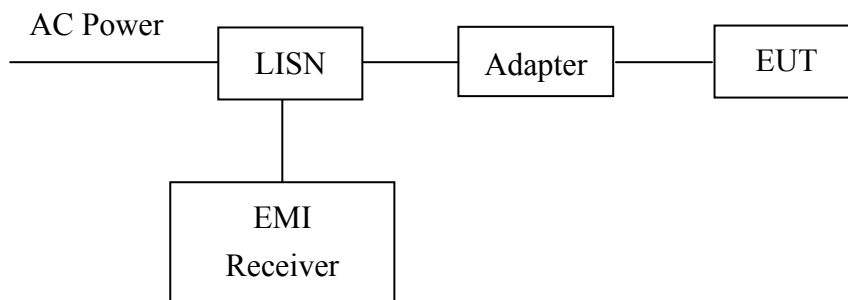 AC Power
LISN
Adapter
EUT
EMI
Receiver